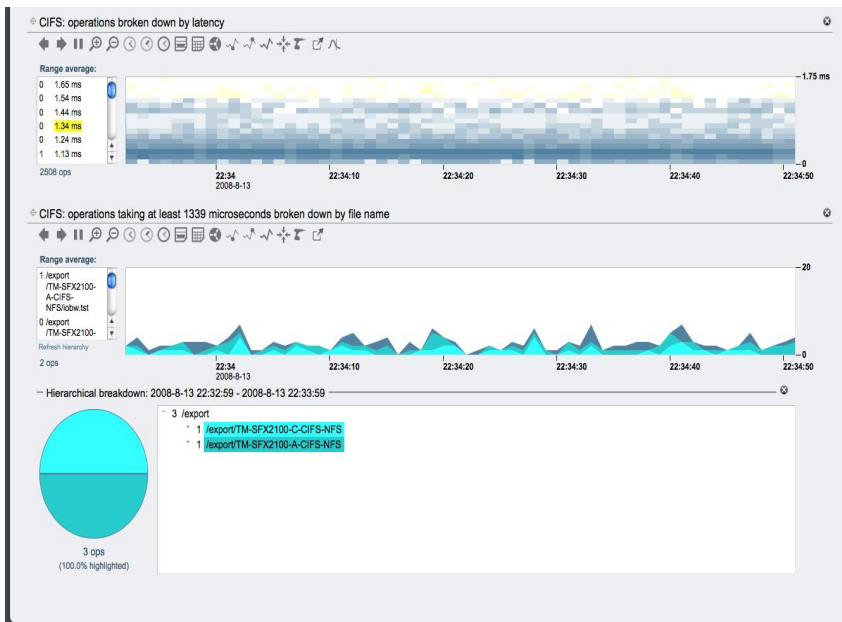 CIFS: operations broken down by latency
Range average:
0 1.65 ms
0 1.54 ms
0 1.44 ms
0 1.34 ms
0 1.24 ms
1 1.13 ms
2508 ops
1.75 ms
0
22:34
2008-8-13
22:34:10
22:34:20
22:34:30
22:34:40
22:34:50
CIFS: operations taking at least 1339 microseconds broken down by file name
Range average:
1 /export
/TM-SFX2100-
A-CIFS-
NFS/iobw.tst
0 /export
/TM-SFX2100-
Refresh hierarchy
2 ops
20
0
22:34
2008-8-13
22:34:10
22:34:20
22:34:30
22:34:40
22:34:50
Hierarchical breakdown: 2008-8-13 22:32:59 - 2008-8-13 22:33:59
3 /export
1 /export/TM-SFX2100-C-CIFS-NFS
1 /export/TM-SFX2100-A-CIFS-NFS
3 ops
(100.0% highlighted)